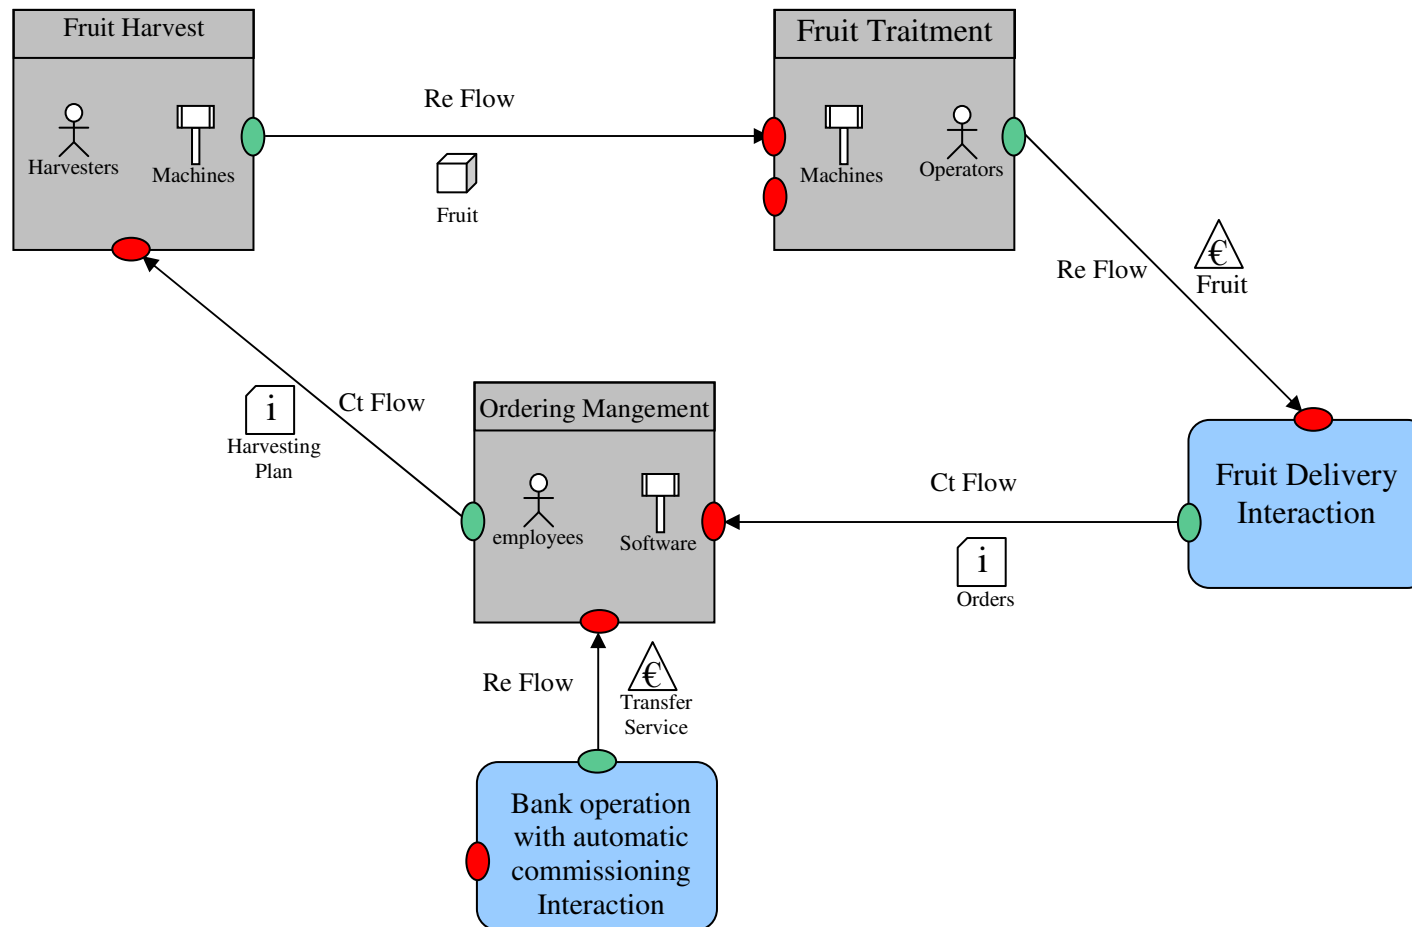 Fruit Harvest
Harvesters
Machines
Re Flow
Fruit
Fruit Traitment
Machines
Operators
Re Flow
€
Fruit
Ct Flow
i
Harvesting
Plan
Ordering Mangement
employees
Software
Ct Flow
i
Orders
Fruit Delivery
Interaction
Re Flow
€
Transfer
Service
Bank operation
with automatic
commissioning
Interaction